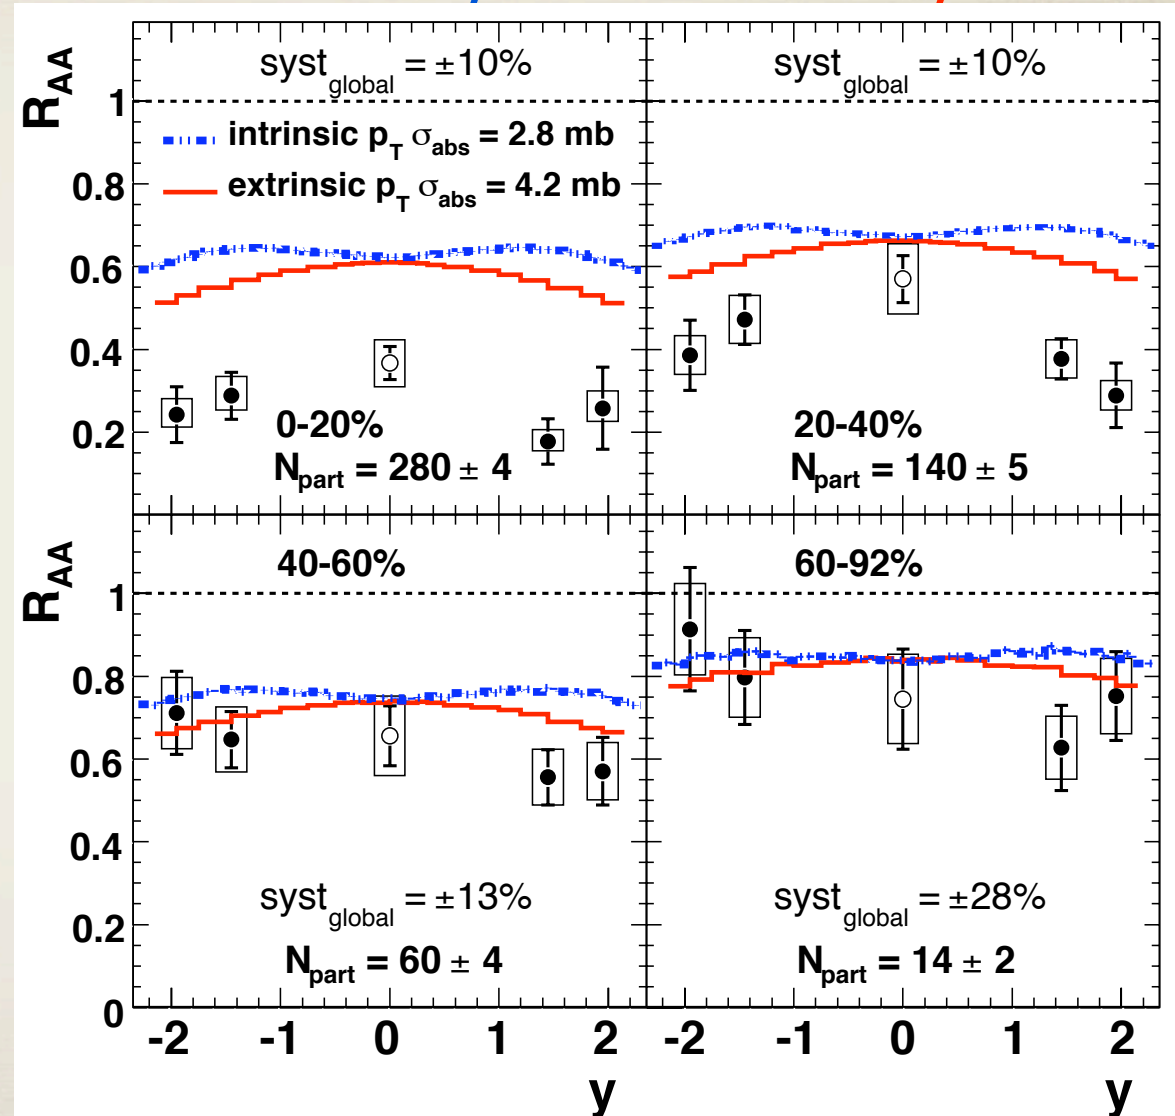 R_AA
syst_global = ±10%
syst_global = ±10%
1
intrinsic p_T σ_abs = 2.8 mb
extrinsic p_T σ_abs = 4.2 mb
0.8
0.6
0.4
0.2
0-20%
N_part = 280 ± 4
20-40%
N_part = 140 ± 5
R_AA
40-60%
60-92%
1
0.8
0.6
0.4
0.2
0
syst_global = ±13%
N_part = 60 ± 4
syst_global = ±28%
N_part = 14 ± 2
-2 -1 0 1 2
-2 -1 0 1 2
y
y